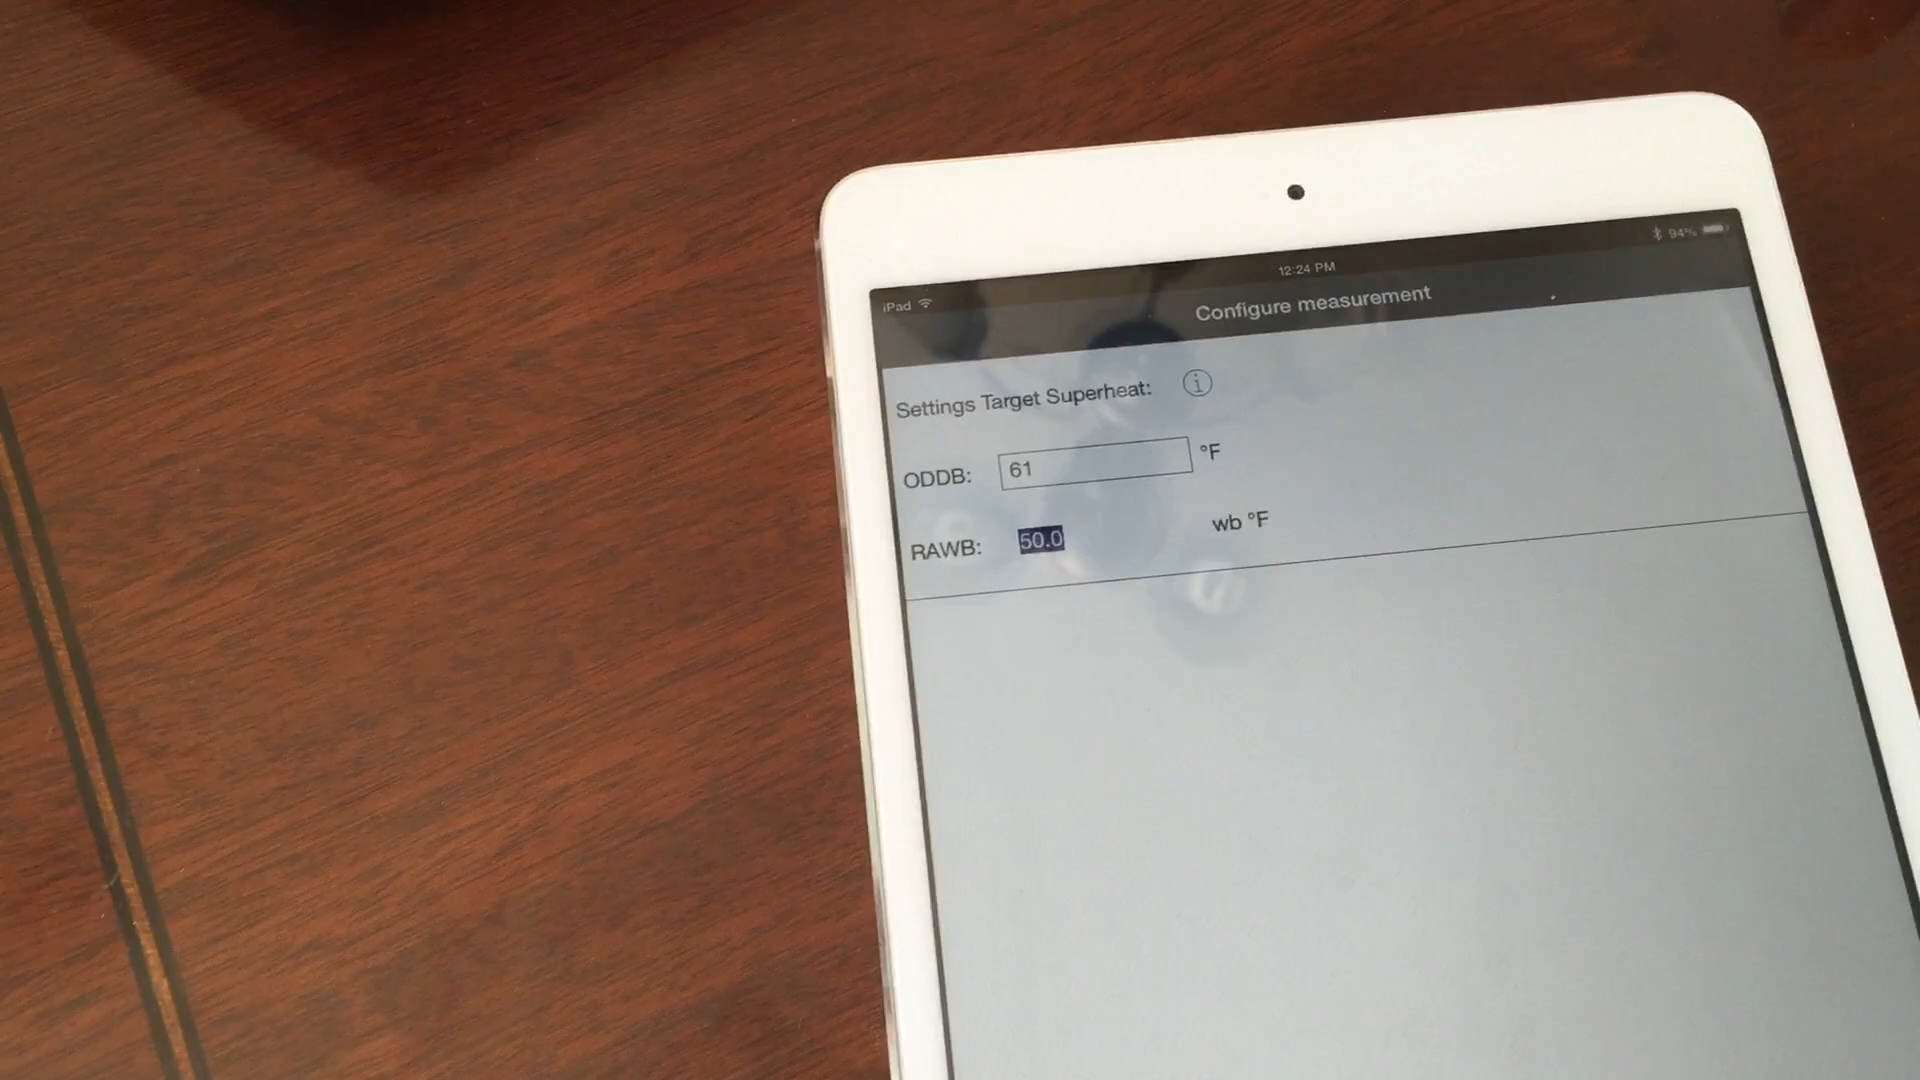 iPad 12:24 PM 94%
Configure measurement
Settings Target Superheat:
ODDB: 61 °F
RAWB: 50.0 wb °F